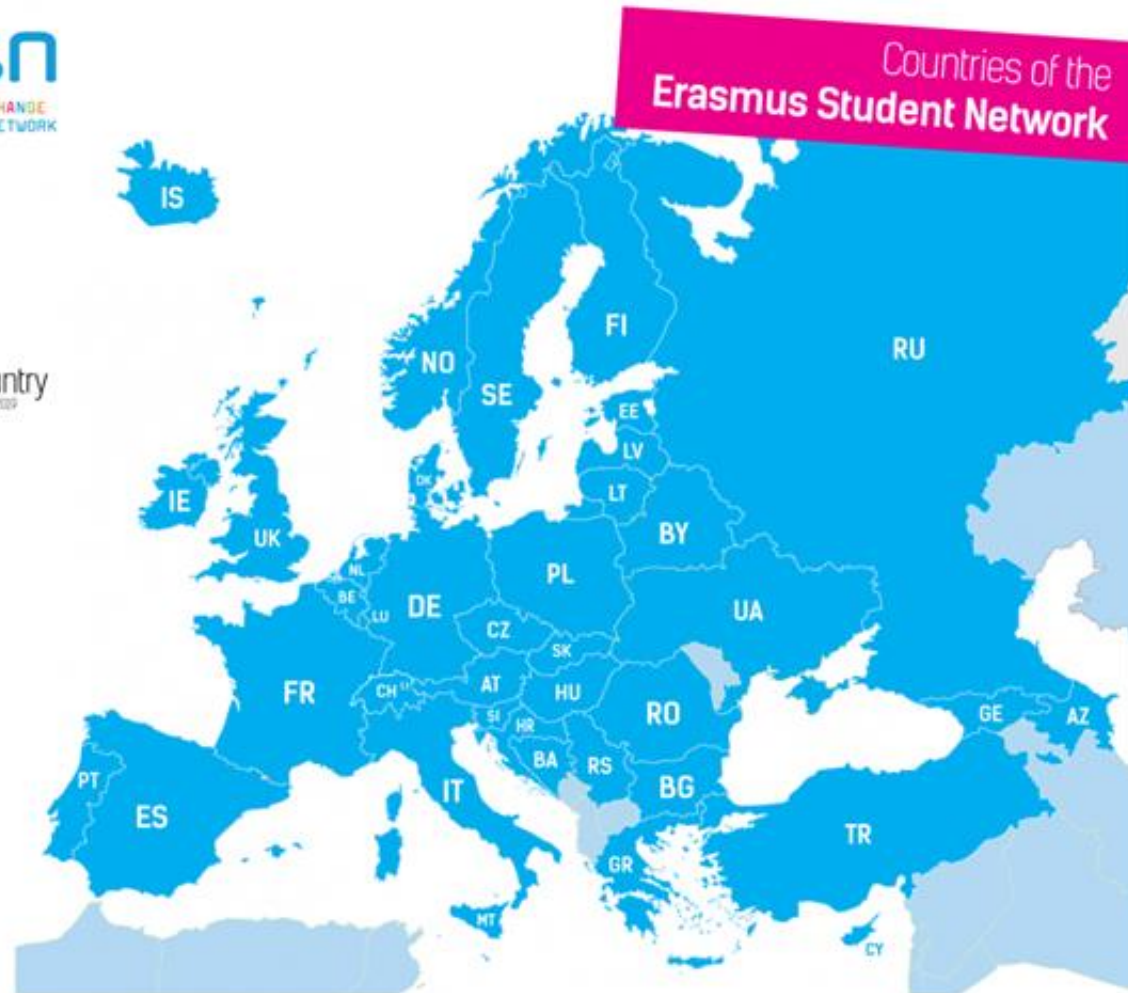 sn
HANGE
ETWORK
Countries of the
Erasmus Student Network
IS
ntry
NO
SE
FI
RU
EE
LV
LT
DK
IE
UK
BY
NL
BE
LU
DE
PL
UA
CZ
SK
FR
CH
AT
HU
SI
HR
RO
GE
AZ
BA
RS
BG
PT
ES
IT
TR
GR
MT
CY